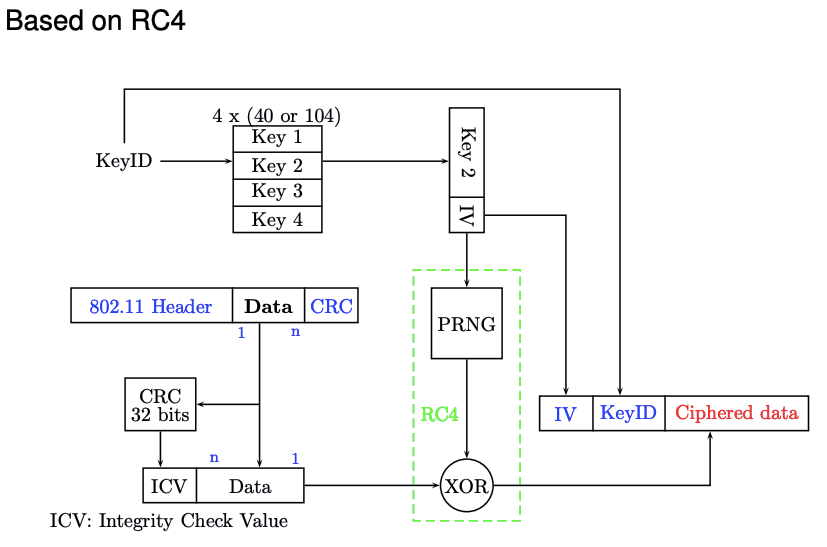 Based on RC4
4 x (40 or 104)
KeyID
Key 1
Key 2
Key 3
Key 4
Key 2
IV
802.11 Header
Data
CRC
1
n
PRNG
RC4
CRC
32 bits
IV
KeyID
Ciphered data
n
1
ICV
Data
XOR
ICV: Integrity Check Value